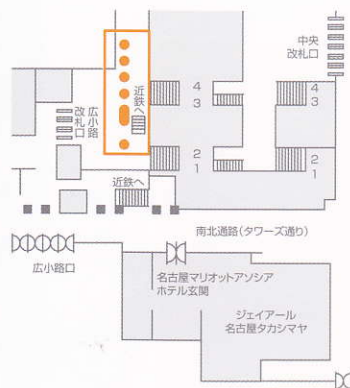 中央
改札口
近鉄へ
広小路
改札口
4
3
4
3
2
1
2
1
近鉄へ
南北通路(タワーズ通り)
広小路口
名古屋マリオットアソシア
ホテル玄関
ジェイアール
名古屋タカシマヤ